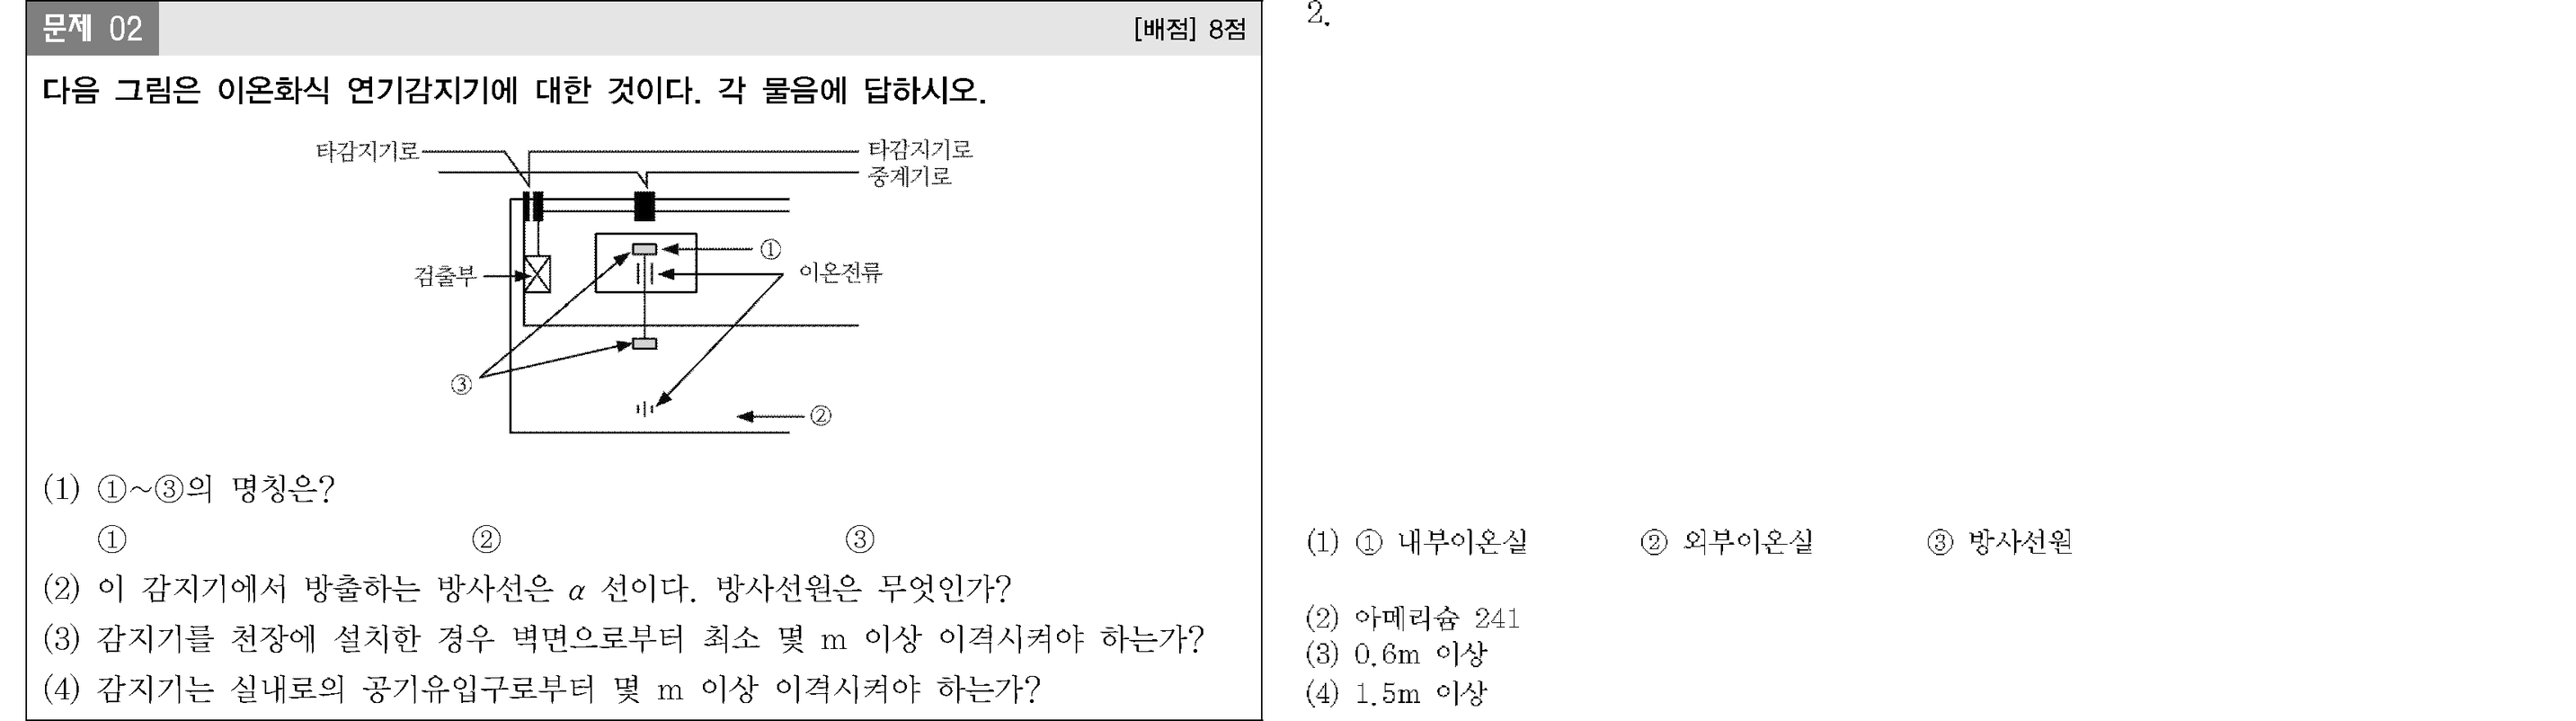 문제 02 [배점] 8점
다음 그림은 이온화식 연기감지기에 대한 것이다. 각 물음에 답하시오.
타감지기로
타감지기로
중계기로
①
검출부
이온전류
③
②
(1) ①~③의 명칭은?
① ② ③
(2) 이 감지기에서 방출하는 방사선은 α 선이다. 방사선원은 무엇인가?
(3) 감지기를 천장에 설치한 경우 벽면으로부터 최소 몇 m 이상 이격시켜야 하는가?
(4) 감지기는 실내로의 공기유입구로부터 몇 m 이상 이격시켜야 하는가?
2.
(1) ① 내부이온실 ② 외부이온실 ③ 방사선원
(2) 아메리슘 241
(3) 0.6m 이상
(4) 1.5m 이상